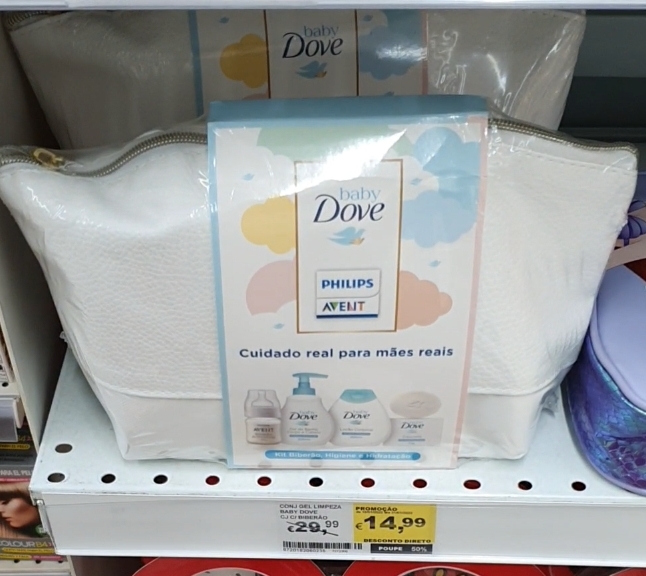 baby
Dove
baby
Dove
PHILIPS
AVENT
Cuidado real para mães reais
AVENT
Dove
Dove
Dove
Kit Biberão, Higiene e Hidratação
CONJ GEL LIMPEZA
BABY DOVE
CJ C/ BIBERÃO
€29,99
PROMOÇÃO
€14,99
DESCONTO DIRETO
POUPE 50%